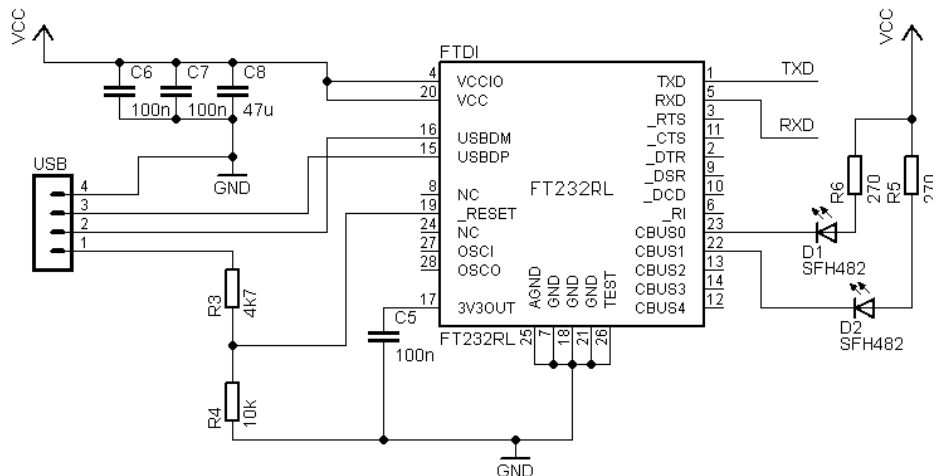 VCC
C6
C7
C8
100n
100n
47u
GND
USB
4
3
2
1
R3
4k7
R4
10k
C5
100n
GND
FTDI
4
20
16
15
8
19
24
27
28
17
VCCIO
VCC
USBDM
USBDP
NC
_RESET
NC
OSCI
OSCO
3V3OUT
FT232RL
AGND
GND
GND
GND
TEST
FT232RL
25
7
18
21
26
TXD
RXD
_RTS
_CTS
_DTR
_DSR
_DCD
_RI
CBUS0
CBUS1
CBUS2
CBUS3
CBUS4
1
5
3
11
2
9
10
6
23
22
13
14
12
TXD
RXD
VCC
R6
270
R5
270
D1
SFH482
D2
SFH482